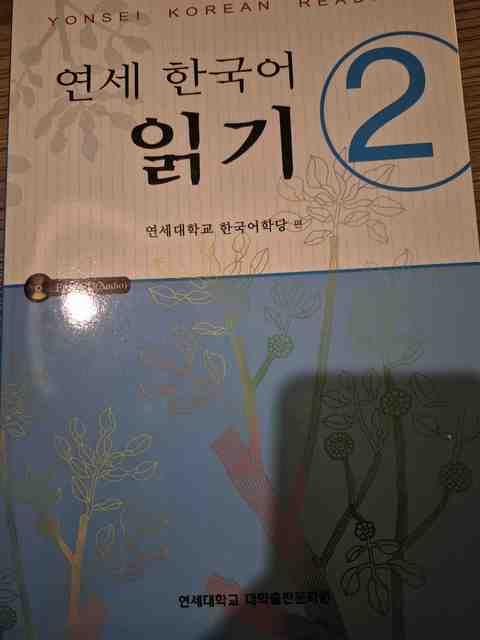 YONSEI KOREAN
연세 한국어
읽기 2
연세대학교 한국어학당 편
(Audio)
연세대학교 대학출판문화원